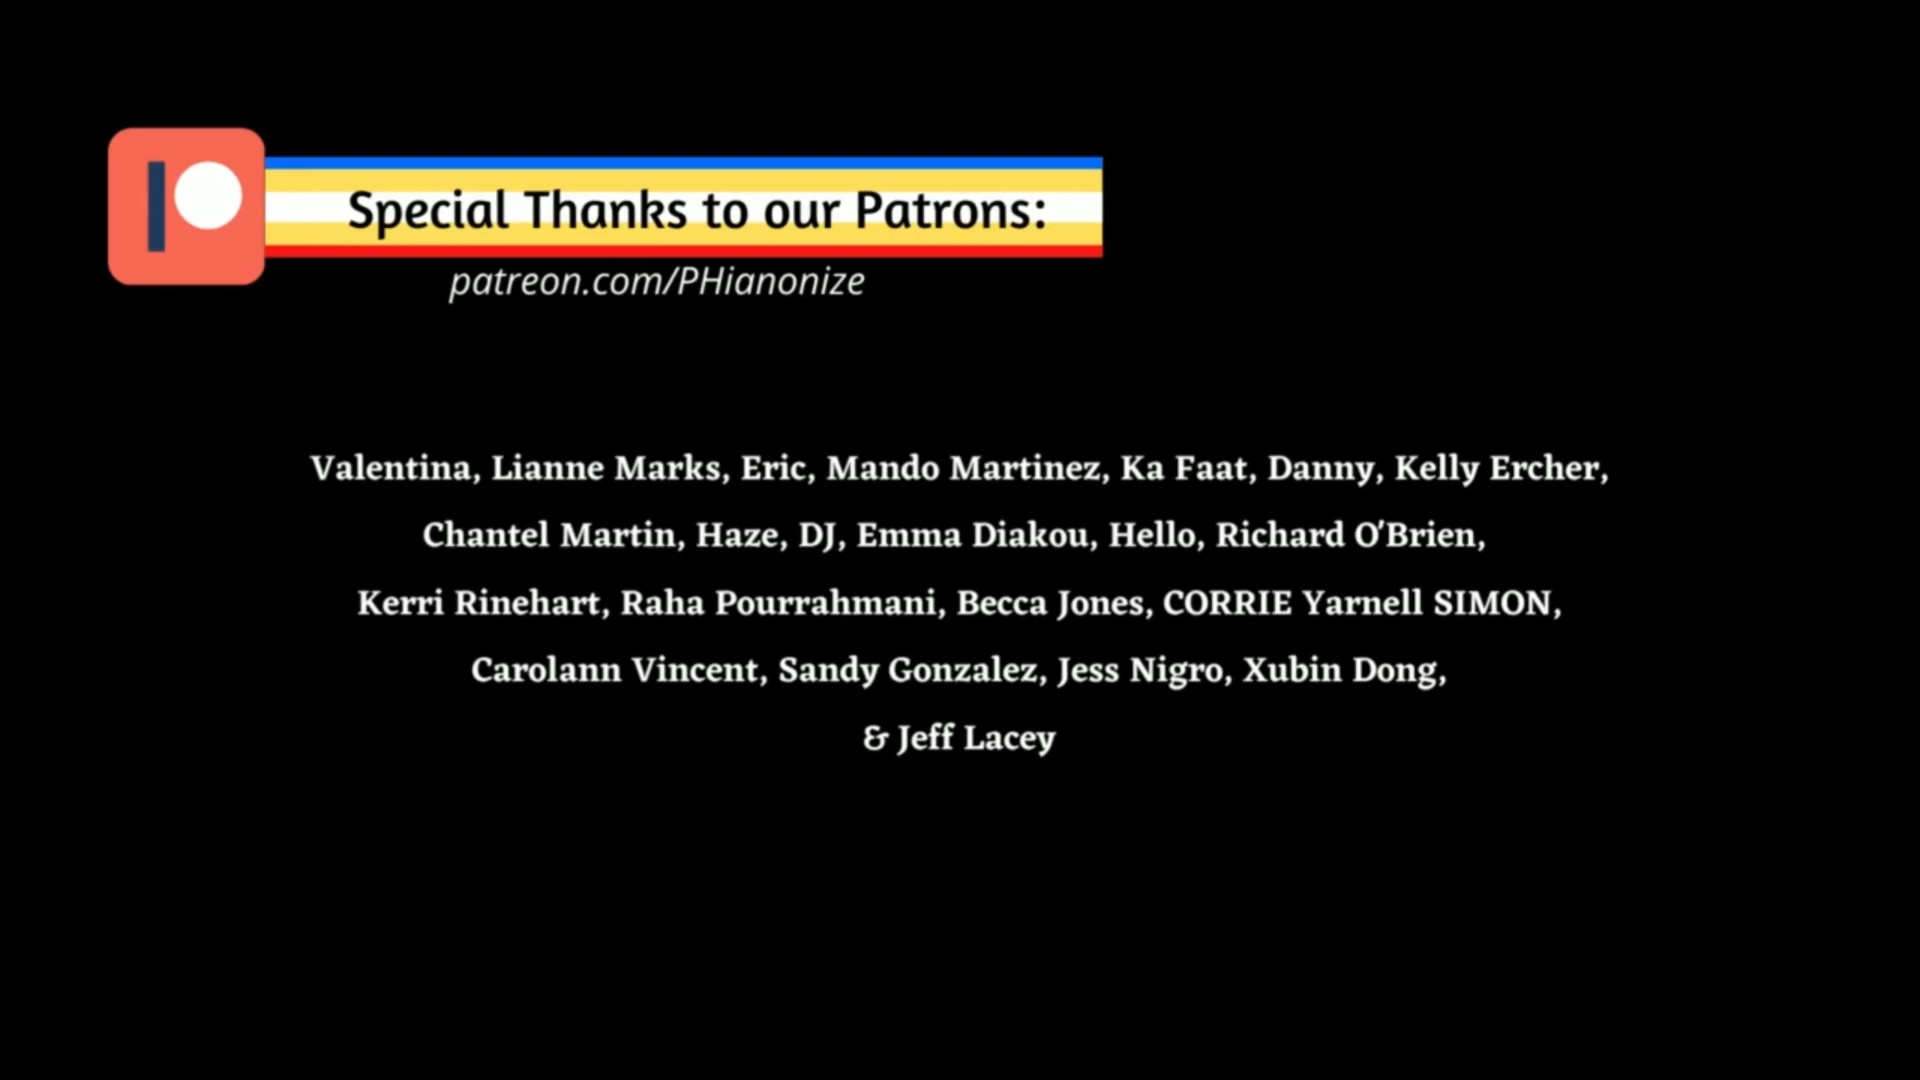 Special Thanks to our Patrons:
patreon.com/PHianonize
Valentina, Lianne Marks, Eric, Mando Martinez, Ka Faat, Danny, Kelly Ercher,
Chantel Martin, Haze, DJ, Emma Diakou, Hello, Richard O'Brien,
Kerri Rinehart, Raha Pourrahmani, Becca Jones, CORRIE Yarnell SIMON,
Carolann Vincent, Sandy Gonzalez, Jess Nigro, Xubin Dong,
& Jeff Lacey